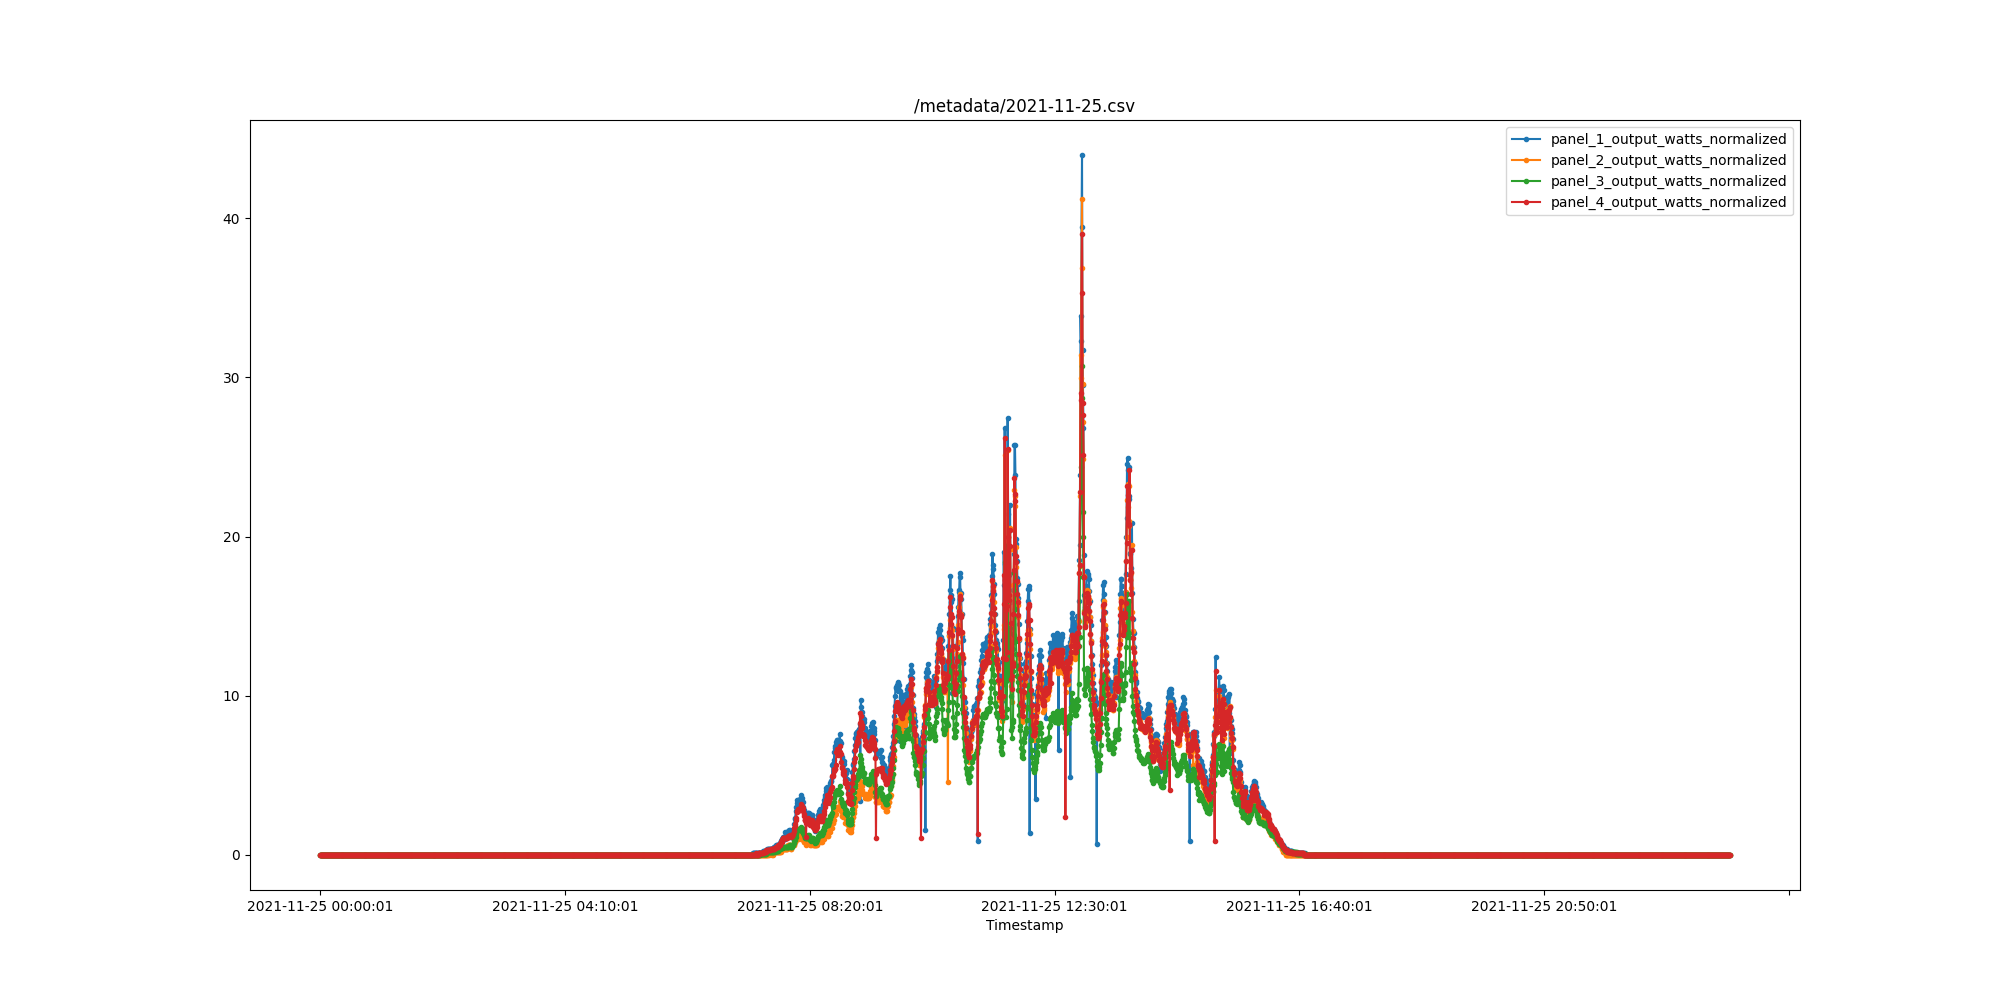 /metadata/2021-11-25.csv
panel_1_output_watts_normalized
panel_2_output_watts_normalized
panel_3_output_watts_normalized
panel_4_output_watts_normalized
40
30
20
10
0
2021-11-25 00:00:01 2021-11-25 04:10:01 2021-11-25 08:20:01 2021-11-25 12:30:01 2021-11-25 16:40:01 2021-11-25 20:50:01
Timestamp